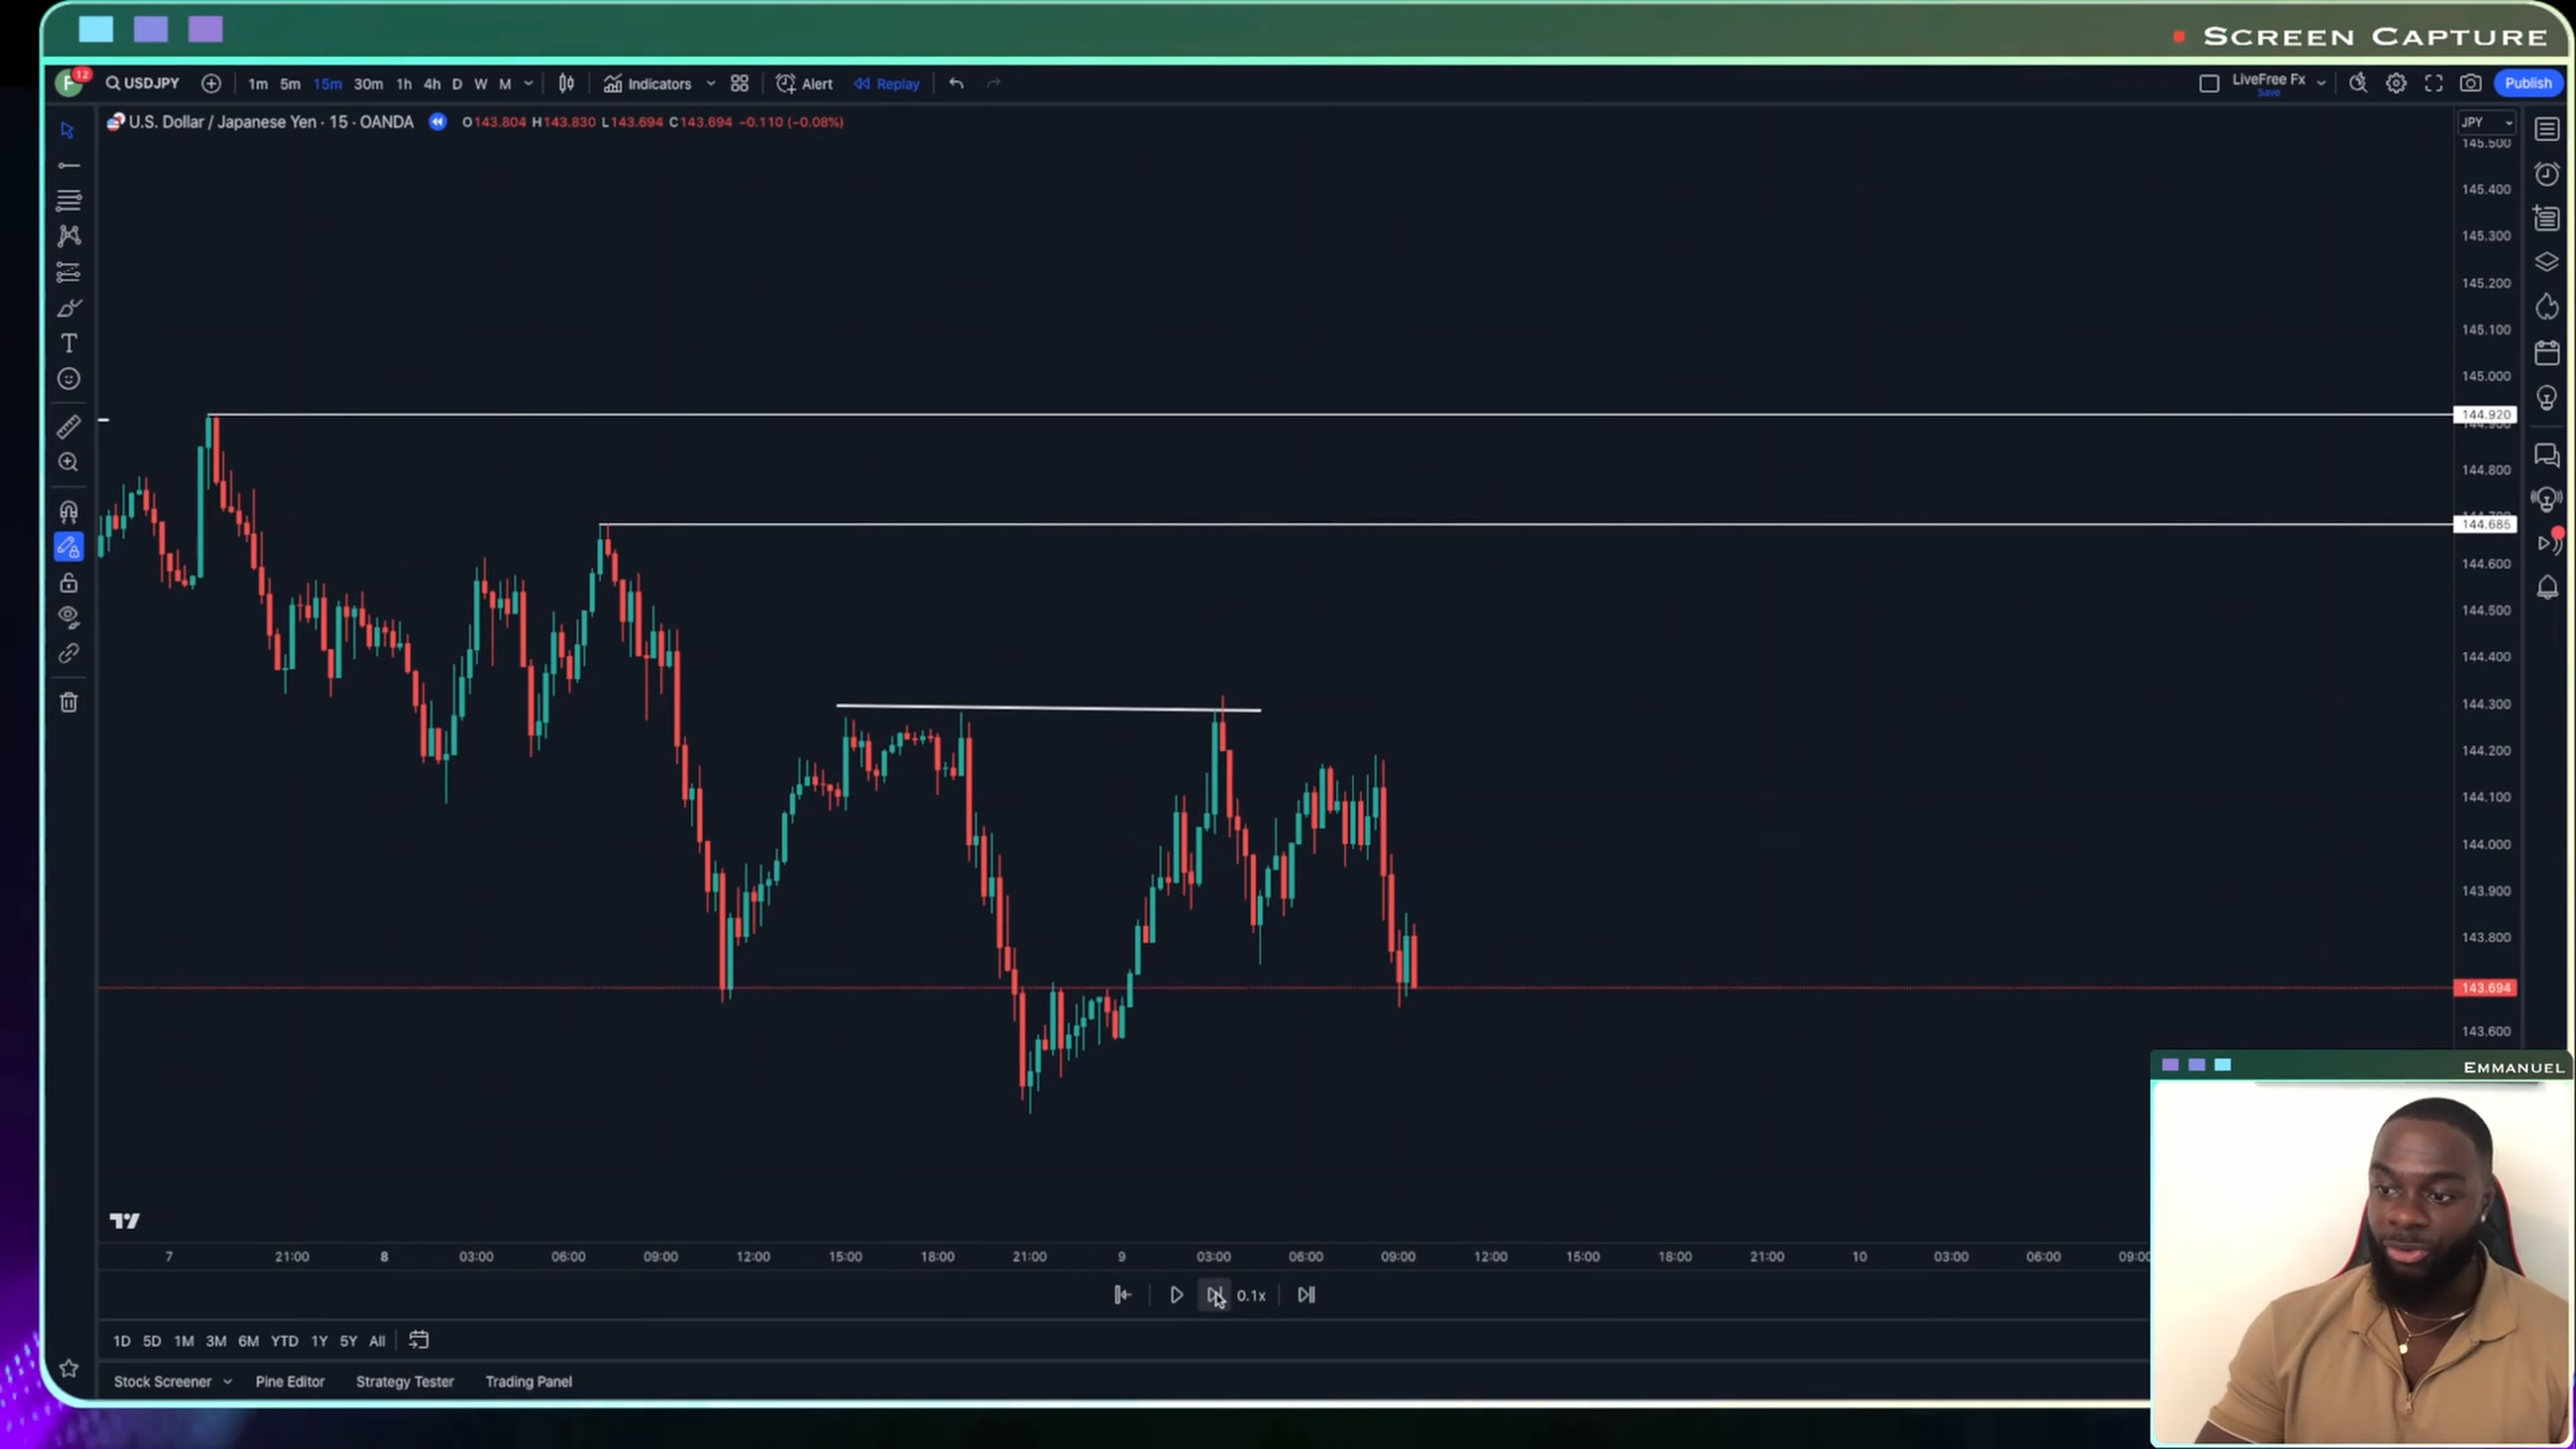 SCREEN CAPTURE
F 12 USDJPY 1m 5m 15m 30m 1h 4h D W M Indicators Alert Replay LiveFree Fx Save Publish
U.S. Dollar / Japanese Yen · 15 · OANDA O143.804 H143.830 L143.694 C143.694 −0.110 (−0.08%) JPY
145.500
145.400
145.300
145.200
145.100
145.000
144.920
144.800
144.685
144.600
144.500
144.400
144.300
144.200
144.100
144.000
143.900
143.800
143.694
143.600
EMMANUEL
7 21:00 8 03:00 06:00 09:00 12:00 15:00 18:00 21:00 9 03:00 06:00 09:00 12:00 15:00 18:00 21:00 10 03:00 06:00 09:00
0.1x
1D 5D 1M 3M 6M YTD 1Y 5Y All
Stock Screener Pine Editor Strategy Tester Trading Panel